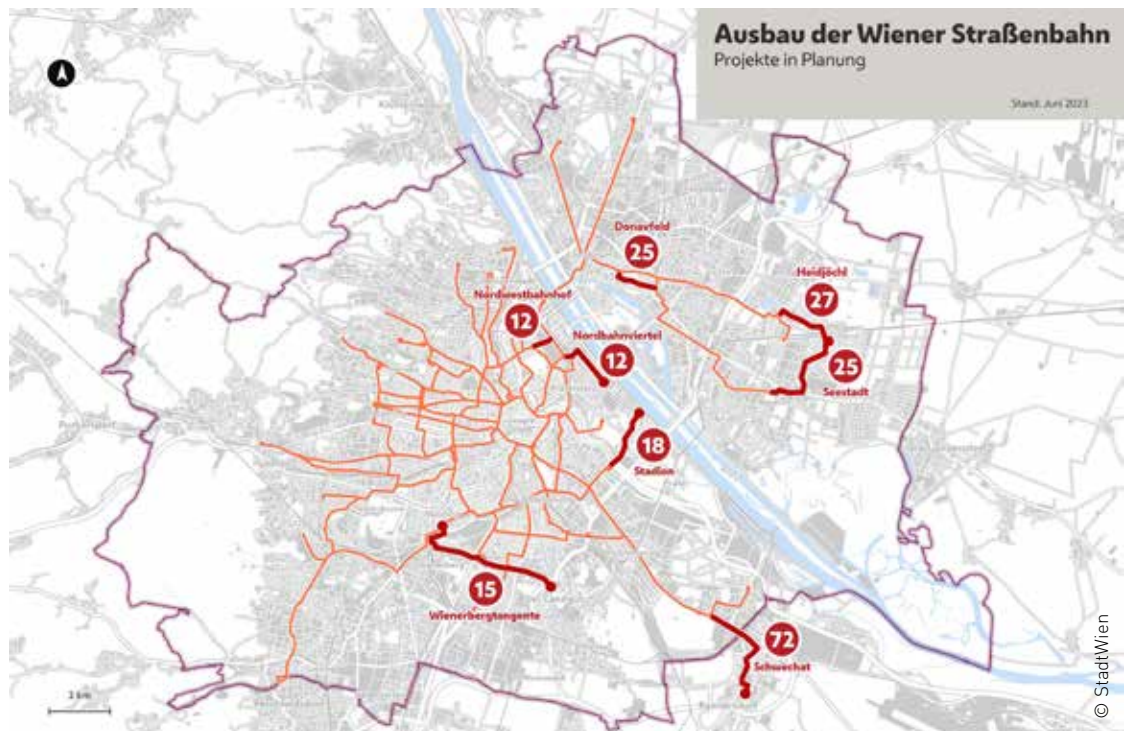 Ausbau der Wiener Straßenbahn
Projekte in Planung
Stand: Juni 2023
Donaufeld
25
Heidjöchl
27
Nordwestbahnhof
12
Nordbahnviertel
12
25
Seestadt
18
Stadion
15
Wienerbergtangente
72
Schwechat
2 km
© StadtWien